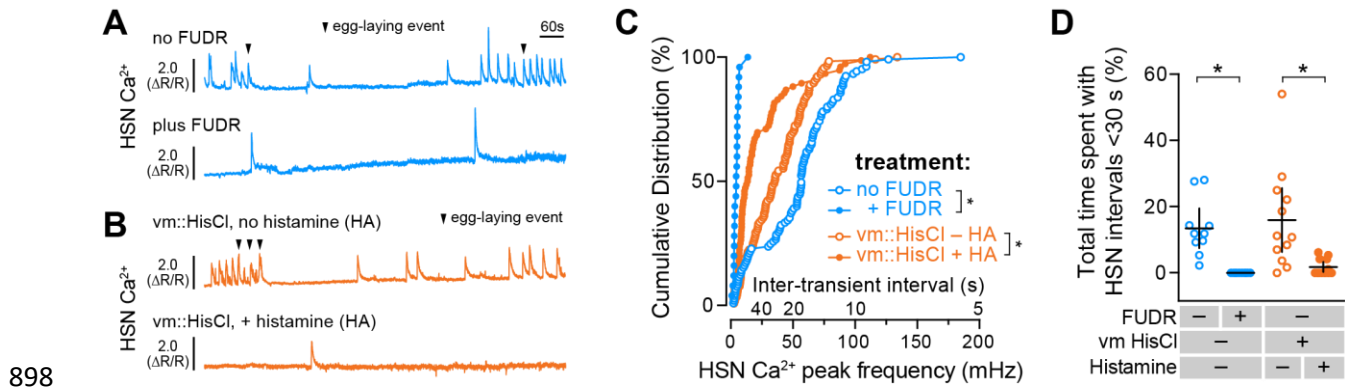 A
no FUDR
egg-laying event
60s
HSN Ca²⁺
2.0
(ΔR/R)
plus FUDR
2.0
(ΔR/R)
B
vm::HisCl, no histamine (HA)
egg-laying event
HSN Ca²⁺
2.0
(ΔR/R)
vm::HisCl, + histamine (HA)
2.0
(ΔR/R)
C
Cumulative Distribution (%)
100
50
0
treatment:
no FUDR
+ FUDR
*
vm::HisCl – HA
vm::HisCl + HA
*
Inter-transient interval (s)
40 20 10 5
0 50 100 150 200
HSN Ca²⁺ peak frequency (mHz)
D
Total time spent with
HSN intervals <30 s (%)
60
40
20
0
* *
FUDR – + –
vm HisCl – +
Histamine – – +
898